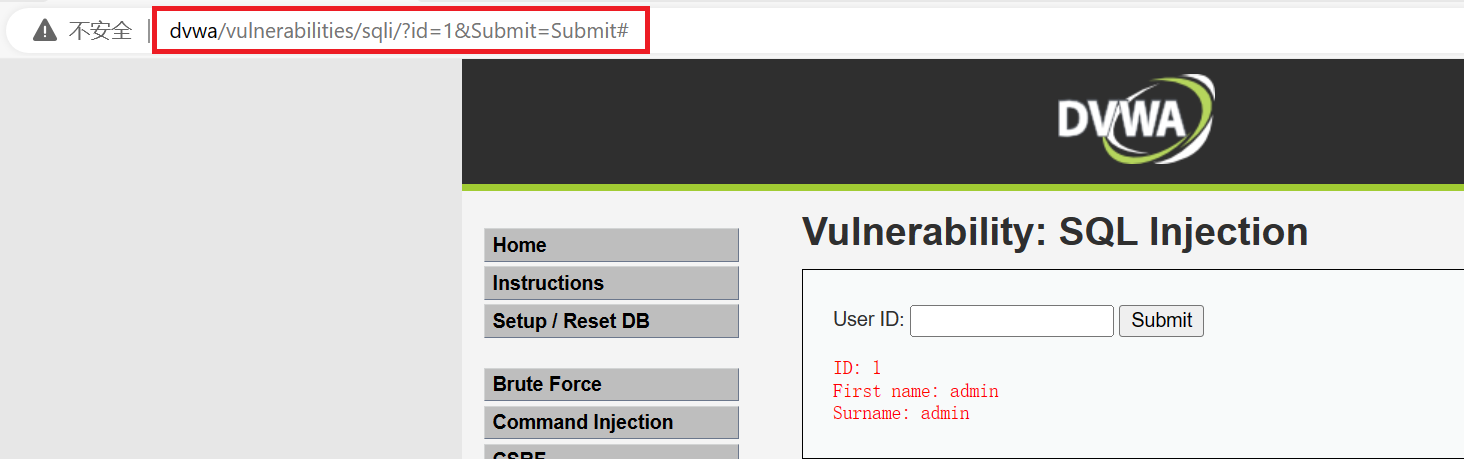 不安全 dvwa/vulnerabilities/sqli/?id=1&Submit=Submit#
DVWA
Vulnerability: SQL Injection
Home
Instructions
Setup / Reset DB
Brute Force
Command Injection
CSRF
User ID: Submit
ID: 1
First name: admin
Surname: admin